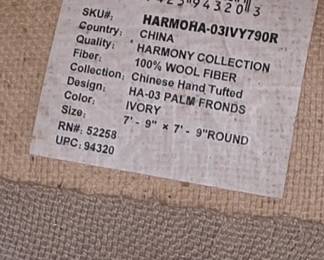 SKU#: HARMOHA-03IVY790R
Country: CHINA
Quality: HARMONY COLLECTION
Fiber: 100% WOOL FIBER
Collection: Chinese Hand Tufted
Design: HA-03 PALM FRONDS
Color: IVORY
Size: 7' - 9" × 7' - 9"ROUND
RN#: 52258
UPC: 94320